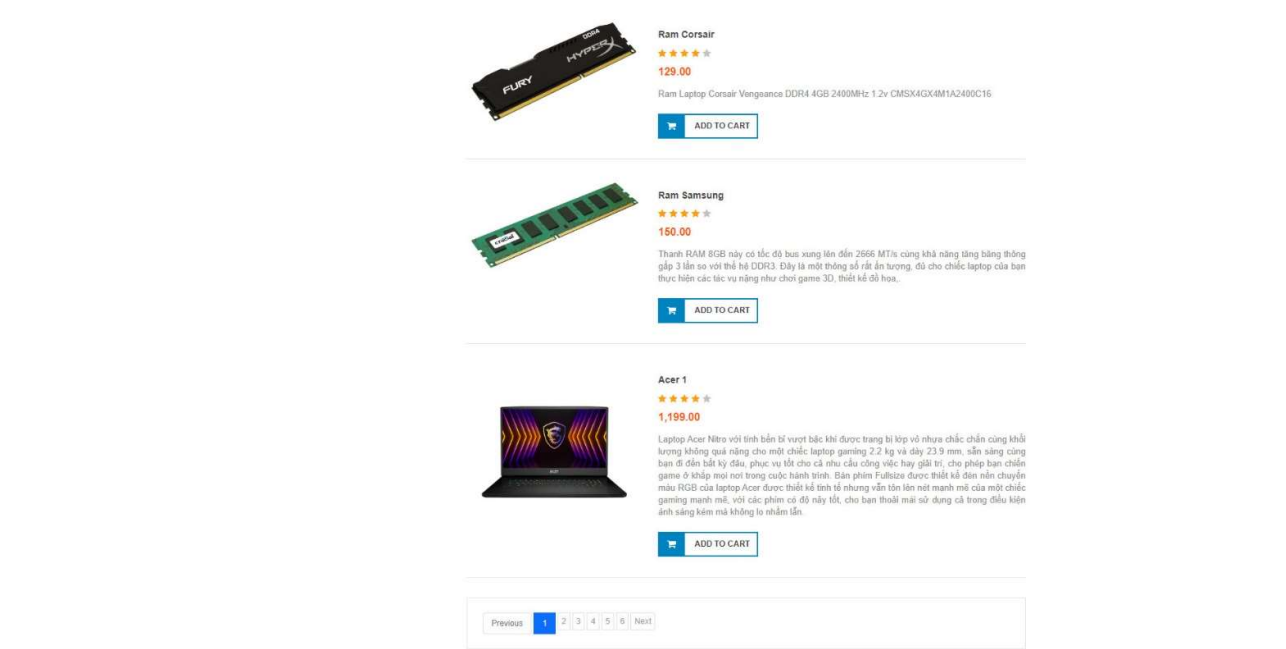 DDR4
HYPERX
FURY
Ram Corsair
129.00
Ram Laptop Corsair Vengeance DDR4 4GB 2400MHz 1.2v CMSX4GX4M1A2400C16
ADD TO CART
crucial
Ram Samsung
150.00
Thanh RAM 8GB này có tốc độ bus xung lên đến 2666 MT/s cùng khả năng tăng băng thông
gấp 3 lần so với thế hệ DDR3. Đây là một thông số rất ấn tượng, đủ cho chiếc laptop của bạn
thực hiện các tác vụ nặng như chơi game 3D, thiết kế đồ họa,.
ADD TO CART
Acer 1
1,199.00
Laptop Acer Nitro với tính bền bỉ vượt bậc khi được trang bị lớp vỏ nhựa chắc chắn cùng khối
lượng không quá nặng cho một chiếc laptop gaming 2.2 kg và dày 23.9 mm, sẵn sàng cùng
bạn đi đến bất kỳ đâu, phục vụ tốt cho cả nhu cầu công việc hay giải trí, cho phép bạn chiến
game ở khắp mọi nơi trong cuộc hành trình. Bàn phím Fullsize được thiết kế đèn nền chuyển
màu RGB của laptop Acer được thiết kế tinh tế nhưng vẫn tôn lên nét mạnh mẽ của một chiếc
gaming mạnh mẽ, với các phím có độ nảy tốt, cho bạn thoải mái sử dụng cả trong điều kiện
ánh sáng kém mà không lo nhầm lẫn.
ADD TO CART
Previous 1 2 3 4 5 6 Next